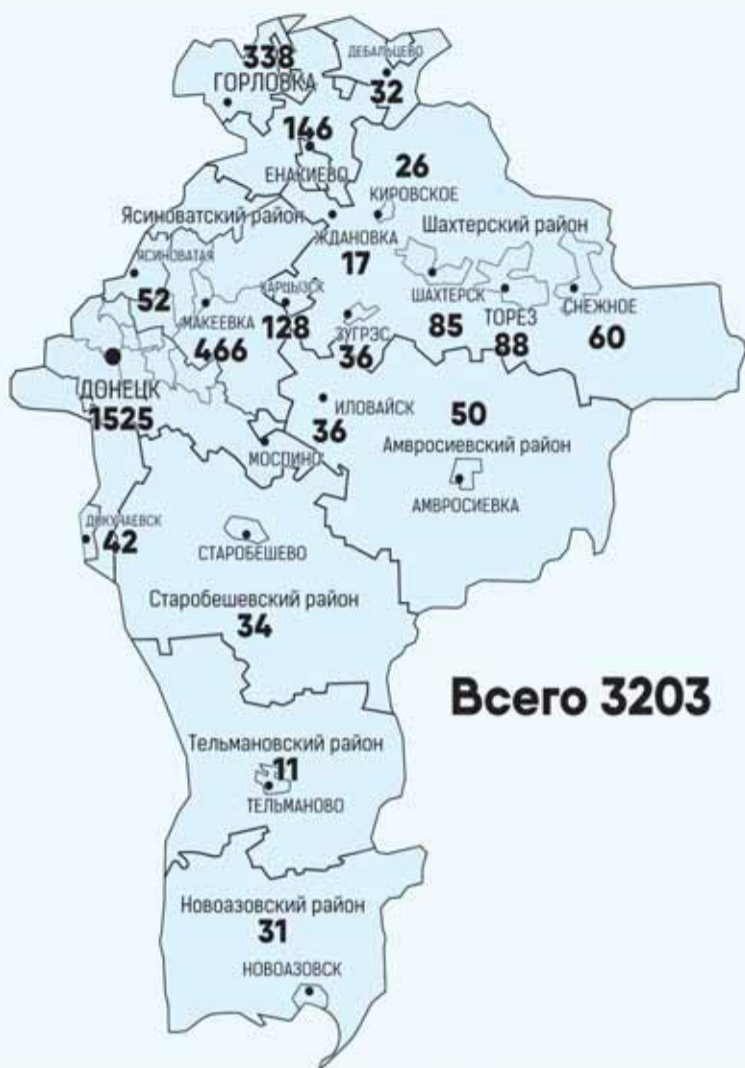 338
ГОРЛОВКА
ДЕБАЛЬЦЕВО
32
146
ЕНАКИЕВО
26
КИРОВСКОЕ
Ясиноватский район
ЖДАНОВКА
17
Шахтерский район
ЯСИНОВАТАЯ
52
МАКЕЕВКА
466
ХАРЦЫЗСК
128
ЗУГРЭС
36
ШАХТЕРСК
85
ТОРЕЗ
88
СНЕЖНОЕ
60
ДОНЕЦК
1525
ИЛОВАЙСК
36
МОСПИНО
50
Амвросиевский район
АМВРОСИЕВКА
ДОКУЧАЕВСК
42
СТАРОБЕШЕВО
Старобешевский район
34
Всего 3203
Тельмановский район
11
ТЕЛЬМАНОВО
Новоазовский район
31
НОВОАЗОВСК